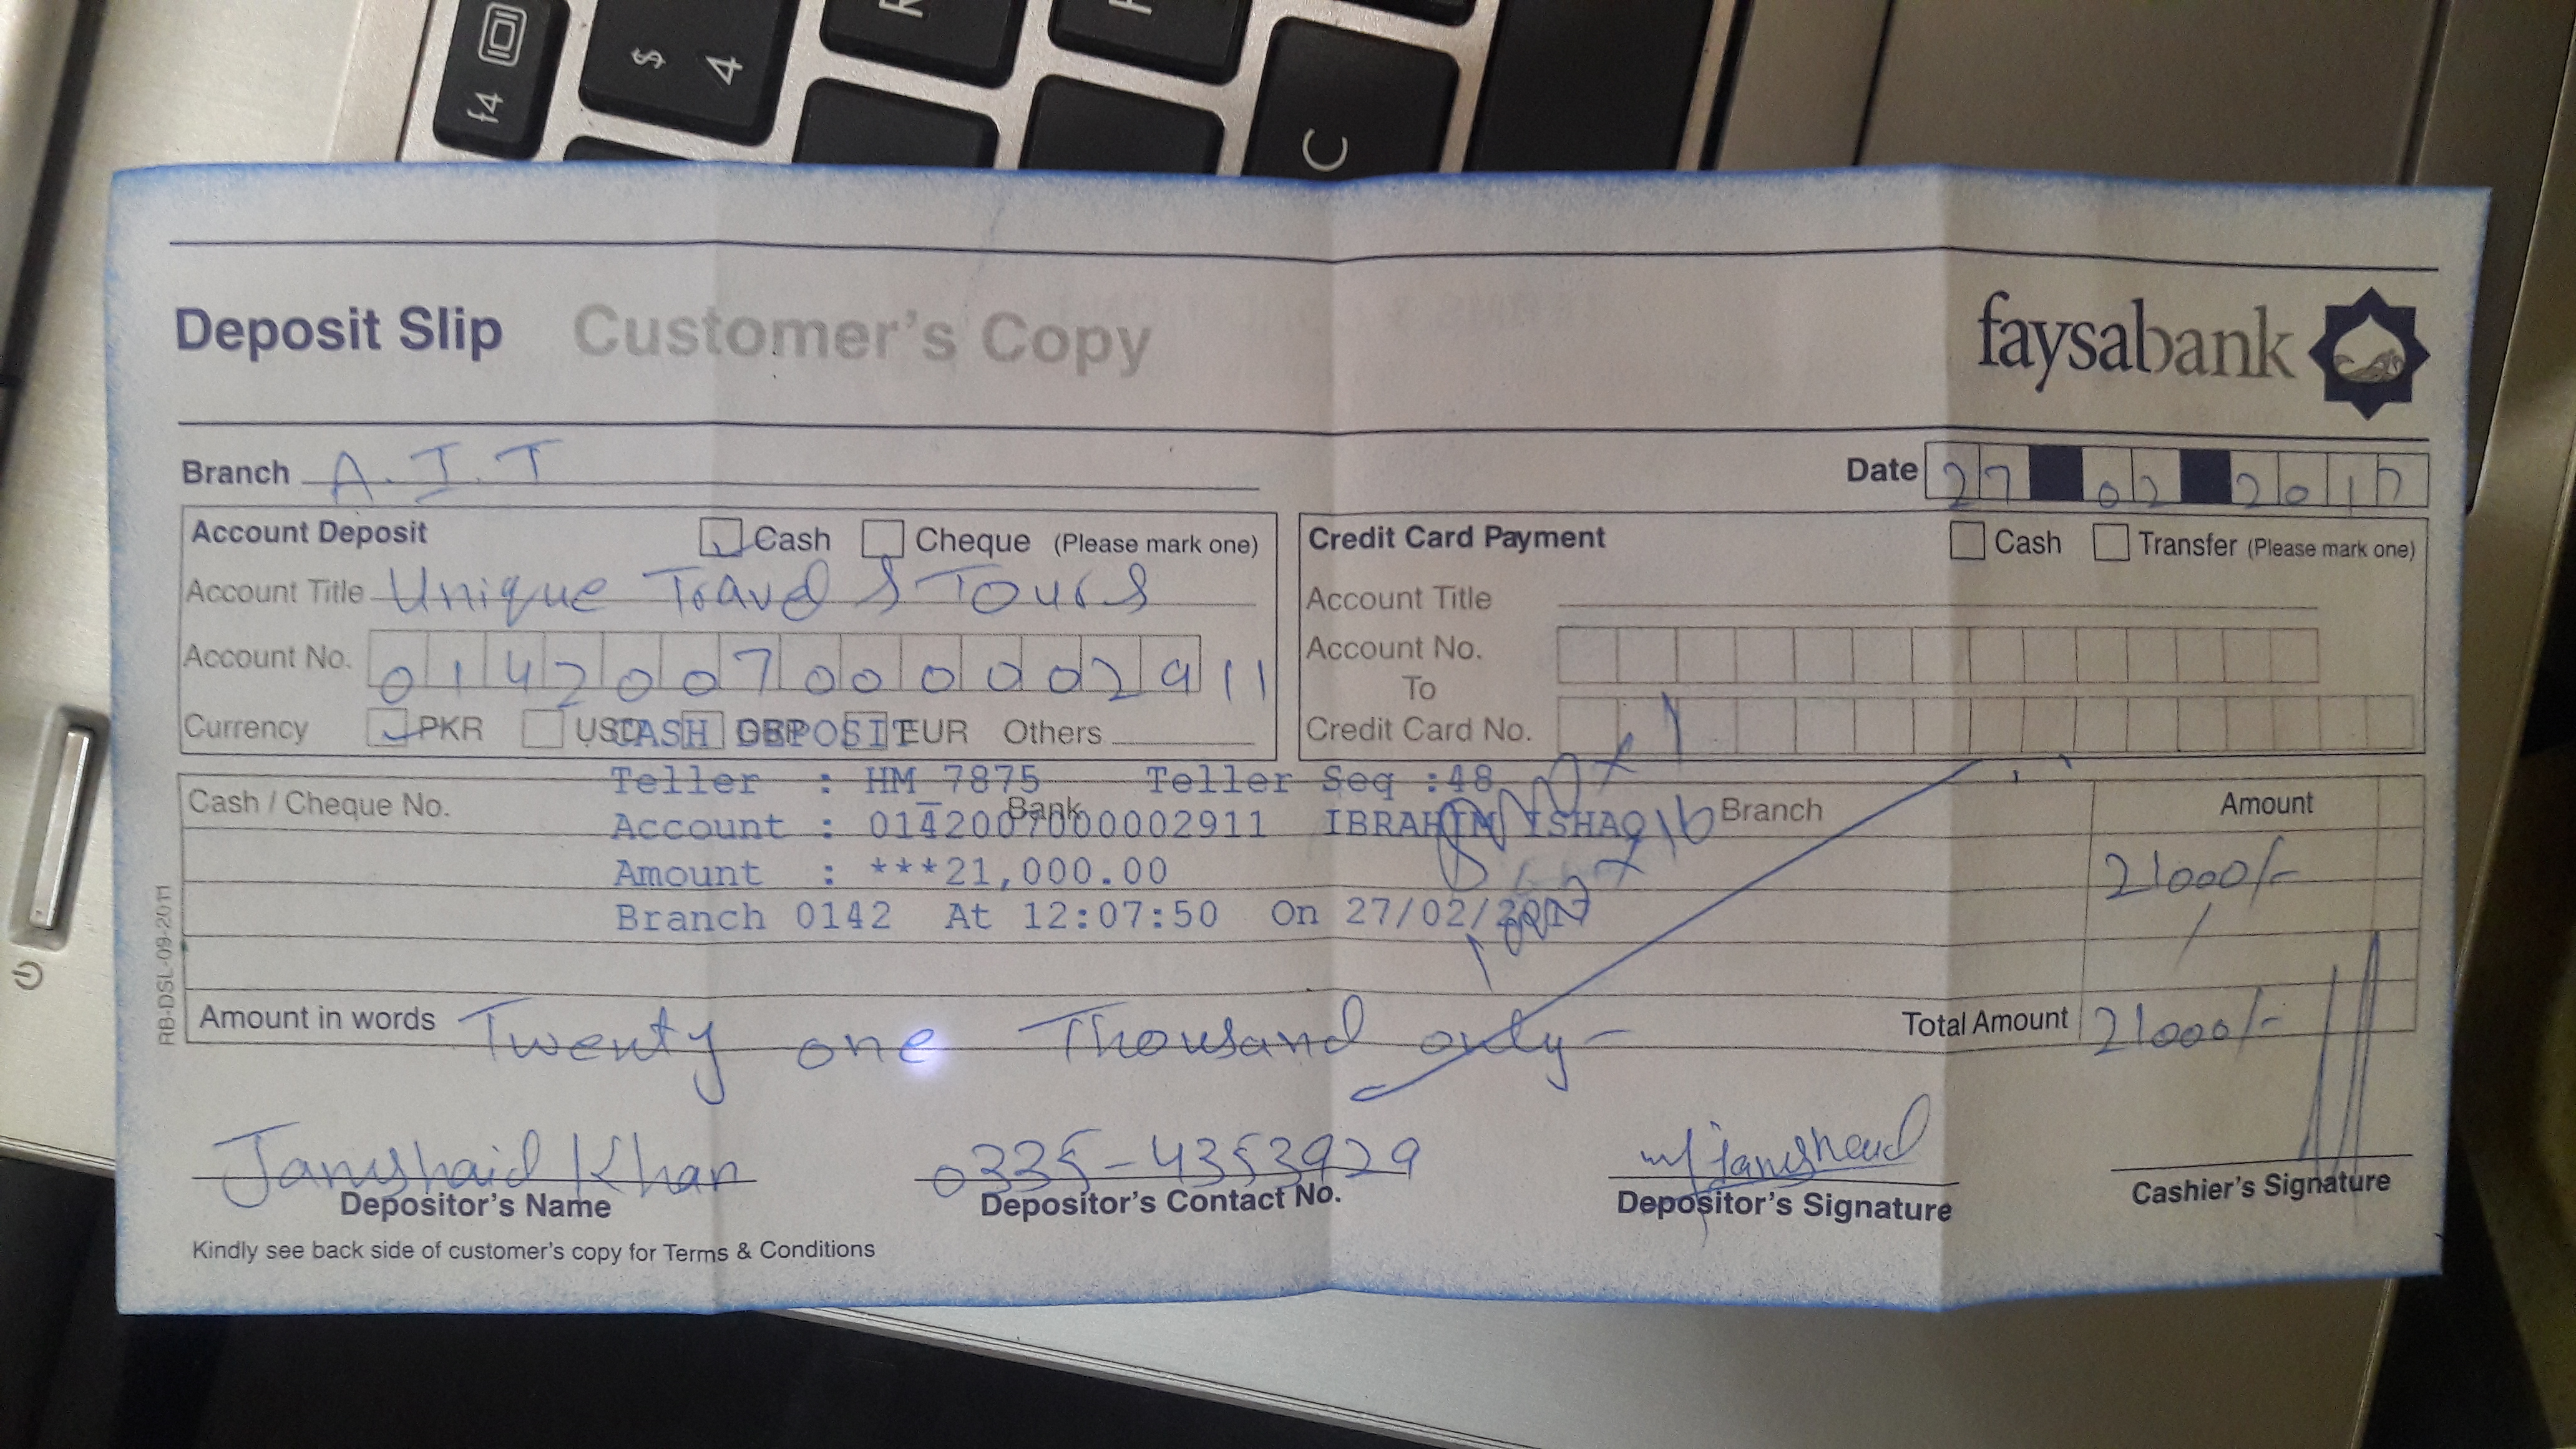 Deposit Slip Customer's Copy faysabank
Branch A.I.T Date 27 02 201
Account Deposit Cash Cheque (Please mark one) Credit Card Payment Cash Transfer (Please mark one)
Account Title Unique Travel & Tours Account Title
Account No. 0142007000002911 Account No.
To
Currency PKR USD GBP EUR Others Credit Card No.
CASH DEPOSIT
Cash / Cheque No. Bank Branch Amount
Teller : HM 7875 Teller Seq :48
Account : 0142007000002911 IBRAHIM ISHAQ
Amount : ***21,000.00 21000/-
Branch 0142 At 12:07:50 On 27/02/
Amount in words Twenty one Thousand only - Total Amount 21000/-
RB-DSL-09-2011
Jamshaid Khan 0335-4353929 Jamshaid
Depositor's Name Depositor's Contact No. Depositor's Signature Cashier's Signature
Kindly see back side of customer's copy for Terms & Conditions
f4
$
4
R